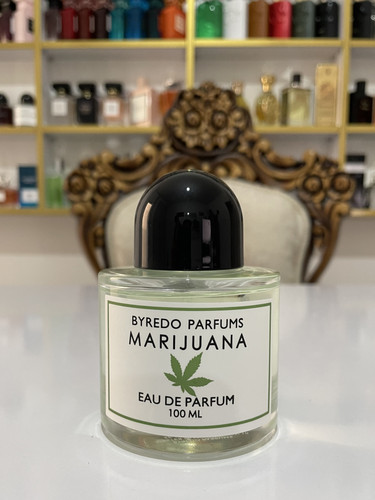 BYREDO PARFUMS
MARIJUANA
EAU DE PARFUM
100 ML